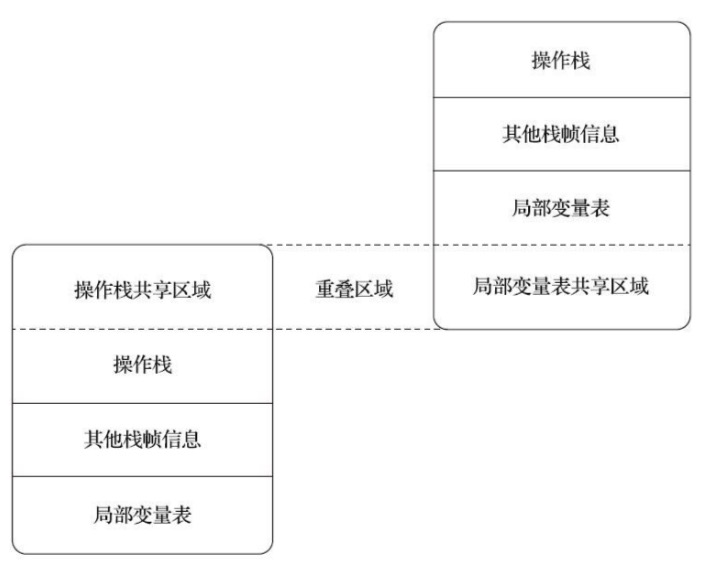 操作栈
其他栈帧信息
局部变量表
操作栈共享区域
重叠区域
局部变量表共享区域
操作栈
其他栈帧信息
局部变量表